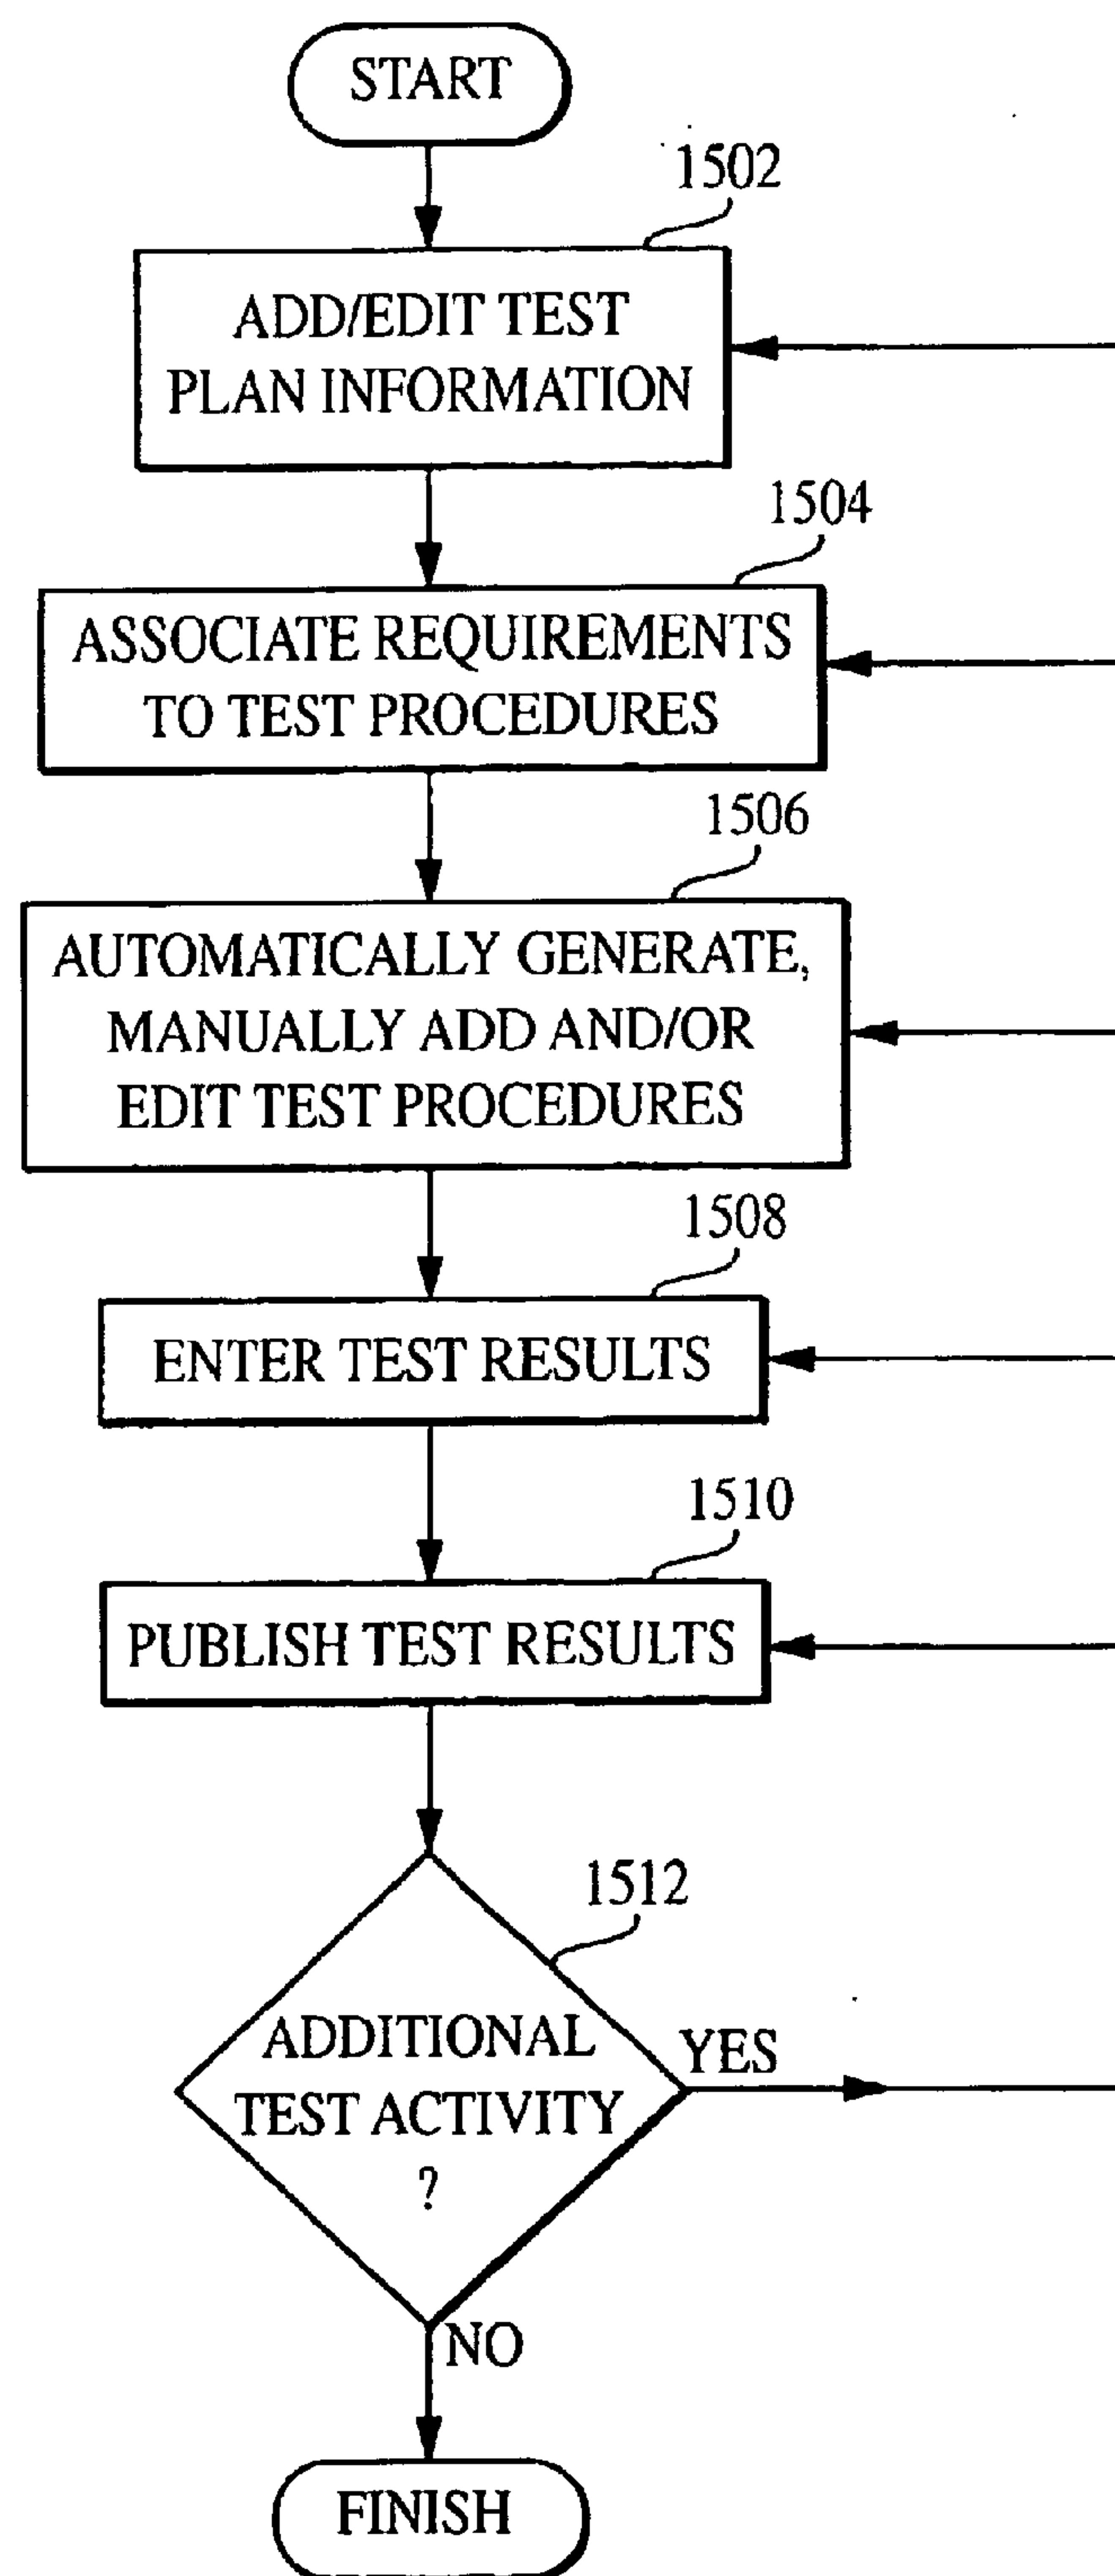 START
1502
ADD/EDIT TEST
PLAN INFORMATION
1504
ASSOCIATE REQUIREMENTS
TO TEST PROCEDURES
1506
AUTOMATICALLY GENERATE,
MANUALLY ADD AND/OR
EDIT TEST PROCEDURES
1508
ENTER TEST RESULTS
1510
PUBLISH TEST RESULTS
1512
ADDITIONAL
TEST ACTIVITY
?
YES
NO
FINISH